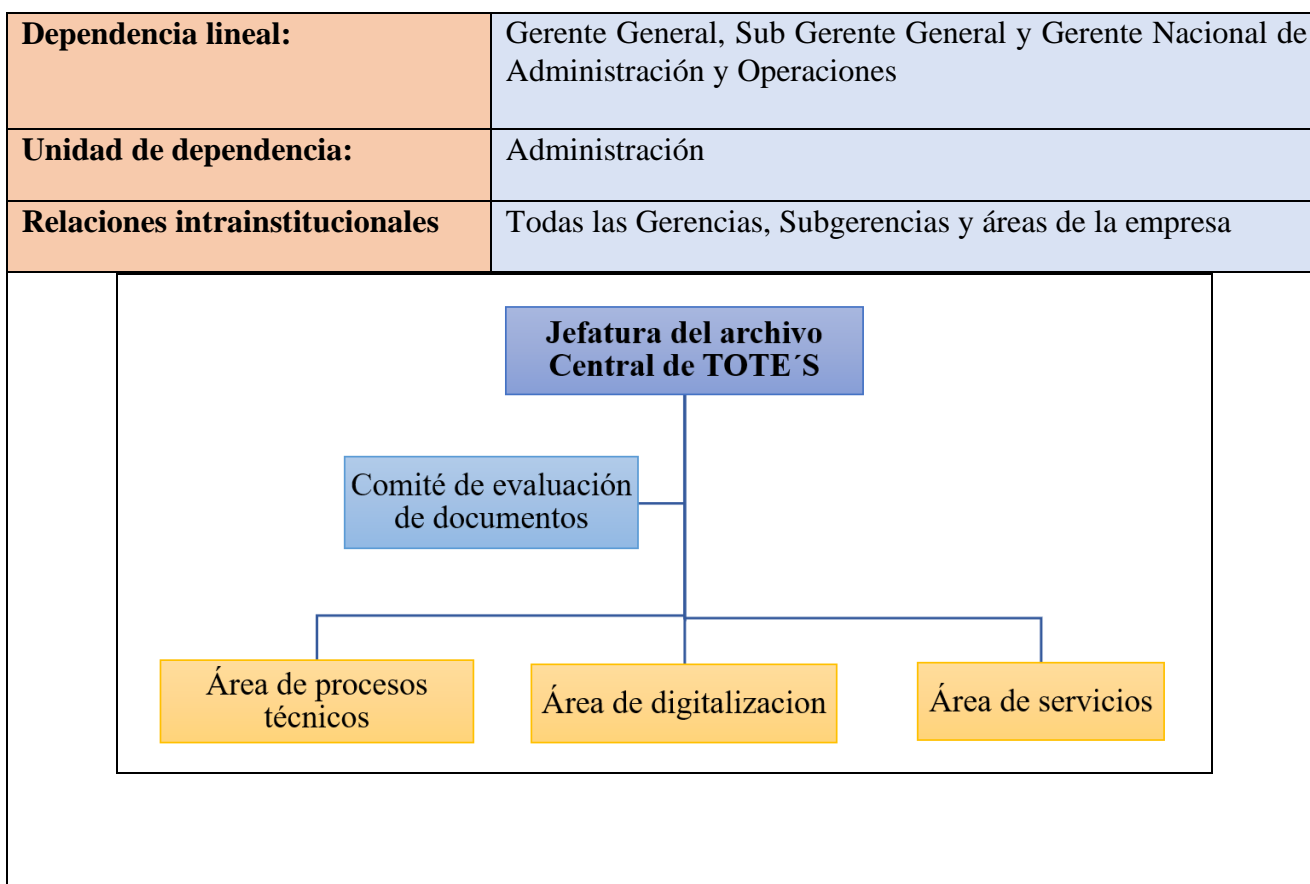 Dependencia lineal:
Gerente General, Sub Gerente General y Gerente Nacional de
Administración y Operaciones
Unidad de dependencia:
Administración
Relaciones intrainstitucionales
Todas las Gerencias, Subgerencias y áreas de la empresa
Jefatura del archivo
Central de TOTE´S
Comité de evaluación
de documentos
Área de procesos
técnicos
Área de digitalizacion
Área de servicios